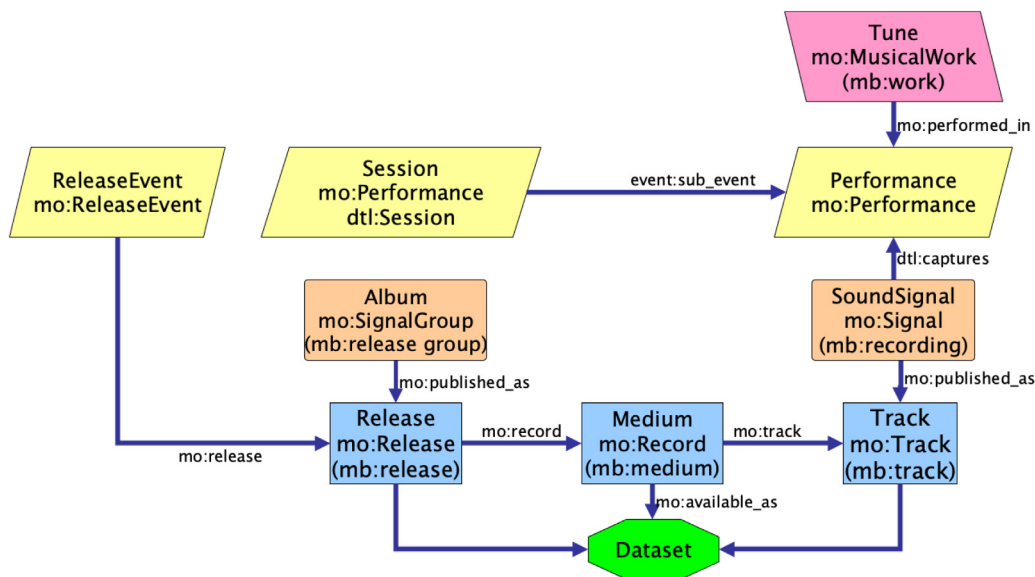 Tune
mo:MusicalWork
(mb:work)
mo:performed_in
ReleaseEvent
mo:ReleaseEvent
Session
mo:Performance
dtl:Session
event:sub_event
Performance
mo:Performance
dtl:captures
Album
mo:SignalGroup
(mb:release group)
SoundSignal
mo:Signal
(mb:recording)
mo:published_as
mo:published_as
mo:release
Release
mo:Release
(mb:release)
mo:record
Medium
mo:Record
(mb:medium)
mo:track
Track
mo:Track
(mb:track)
mo:available_as
Dataset